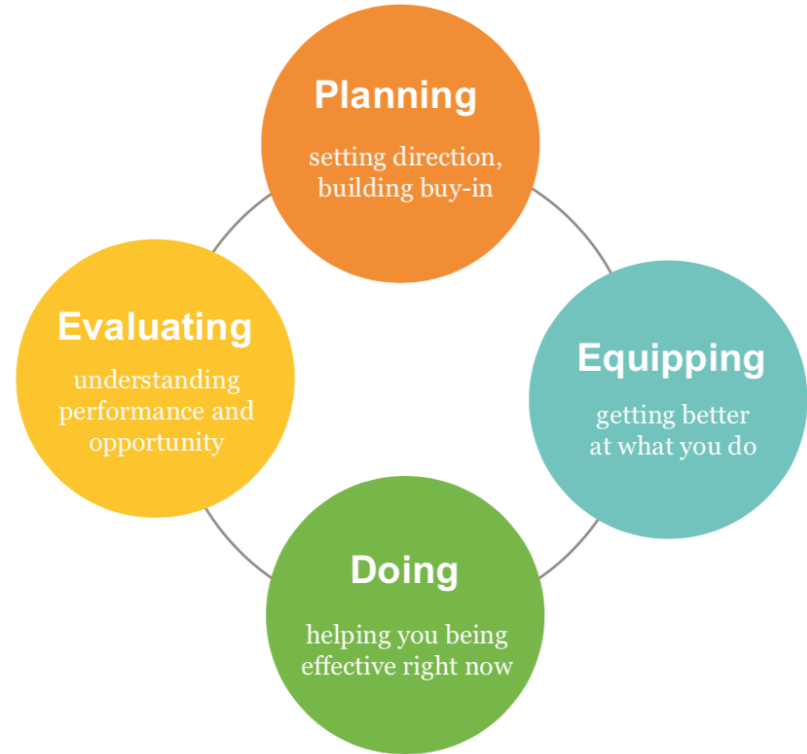 Planning
setting direction,
building buy-in
Equipping
getting better
at what you do
Doing
helping you being
effective right now
Evaluating
understanding
performance and
opportunity